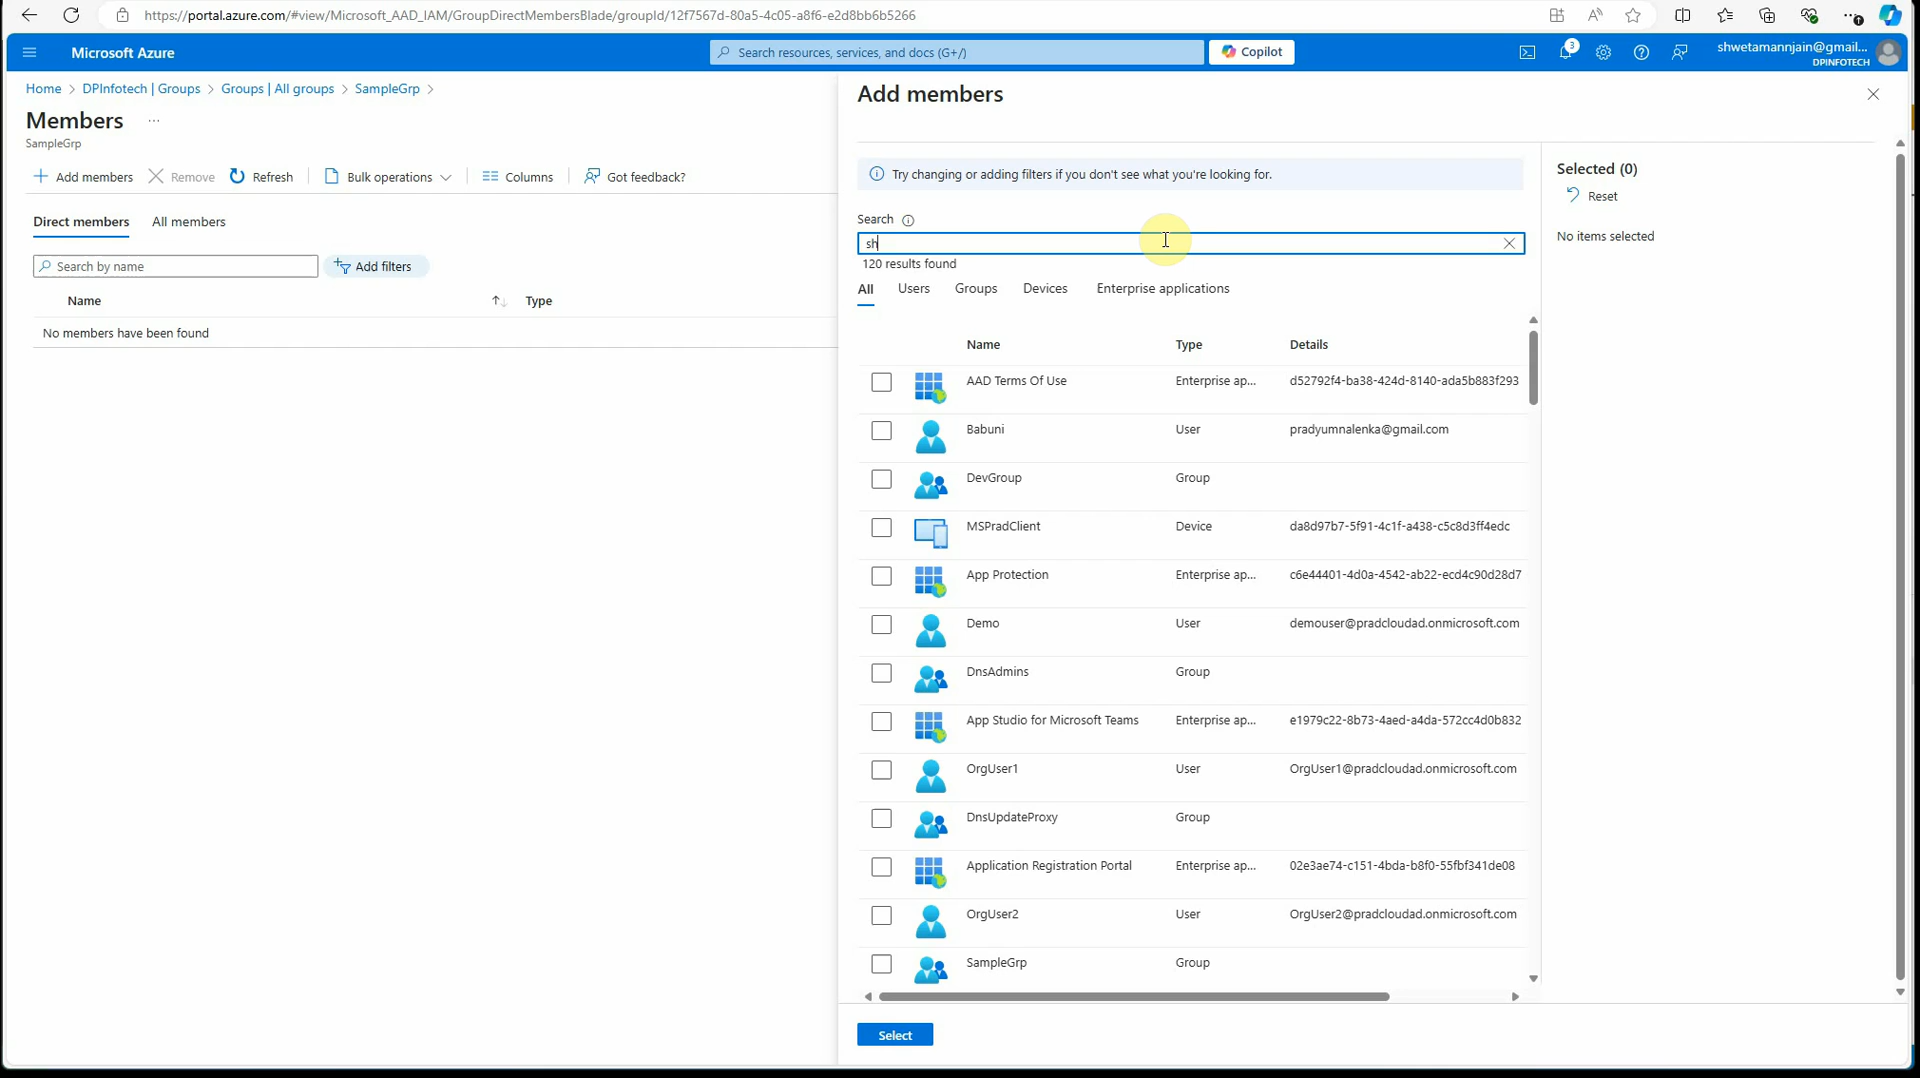 https://portal.azure.com/#view/Microsoft_AAD_IAM/GroupDirectMembersBlade/groupId/12f7567d-80a5-4c05-a8f6-e2d8bb6b5266
Microsoft Azure
Search resources, services, and docs (G+/)
Copilot
3
shwetamannjain@gmail...
DPINFOTECH
Home > DPInfotech | Groups > Groups | All groups > SampleGrp >
Members ...
SampleGrp
Add members
Remove
Refresh
Bulk operations
Columns
Got feedback?
Direct members
All members
Search by name
Add filters
Name
Type
No members have been found
Add members
Try changing or adding filters if you don't see what you're looking for.
Search
sh
120 results found
All
Users
Groups
Devices
Enterprise applications
Name Type Details
AAD Terms Of Use Enterprise ap... d52792f4-ba38-424d-8140-ada5b883f293
Babuni User pradyumnalenka@gmail.com
DevGroup Group
MSPradClient Device da8d97b7-5f91-4c1f-a438-c5c8d3ff4edc
App Protection Enterprise ap... c6e44401-4d0a-4542-ab22-ecd4c90d28d7
Demo User demouser@pradcloudad.onmicrosoft.com
DnsAdmins Group
App Studio for Microsoft Teams Enterprise ap... e1979c22-8b73-4aed-a4da-572cc4d0b832
OrgUser1 User OrgUser1@pradcloudad.onmicrosoft.com
DnsUpdateProxy Group
Application Registration Portal Enterprise ap... 02e3ae74-c151-4bda-b8f0-55fbf341de08
OrgUser2 User OrgUser2@pradcloudad.onmicrosoft.com
SampleGrp Group
Select
Selected (0)
Reset
No items selected